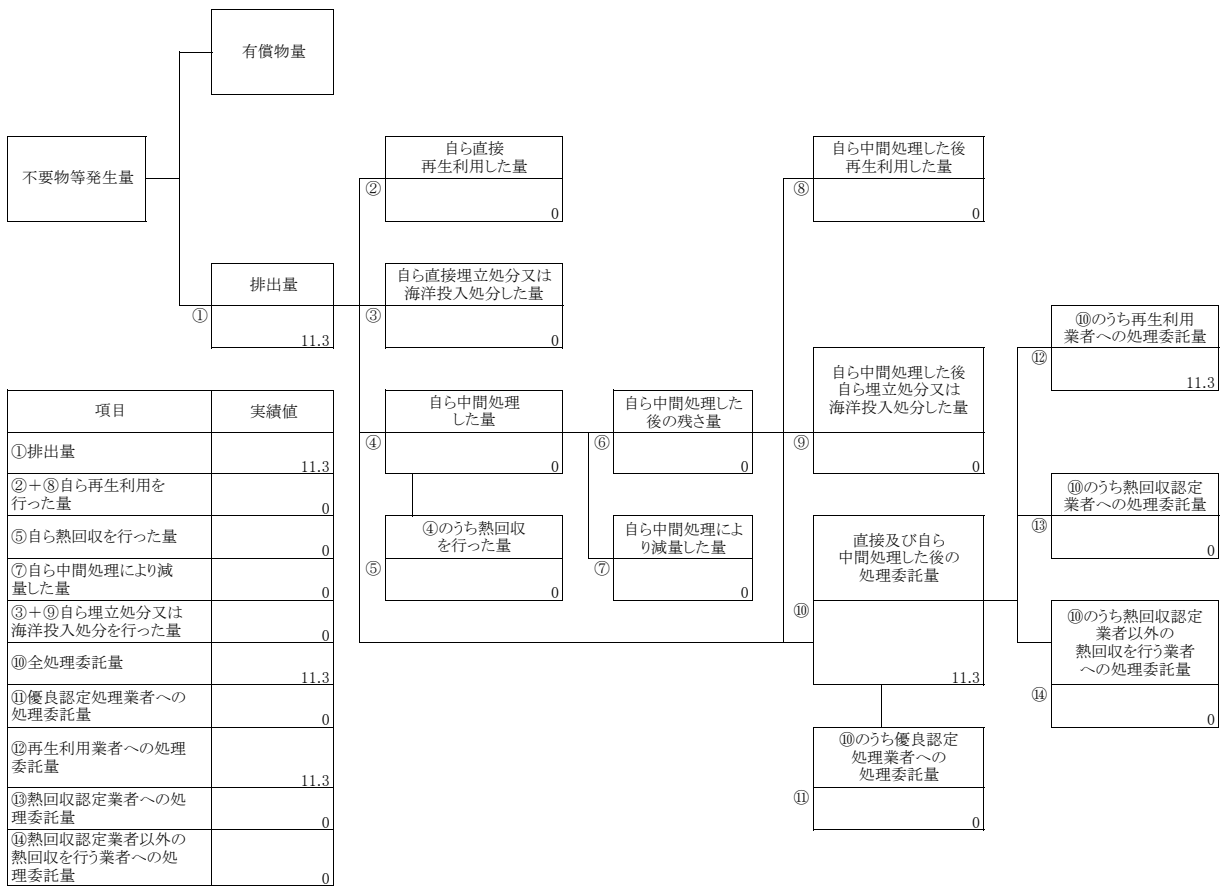 有償物量
不要物等発生量
自ら直接
再生利用した量
②
0
自ら中間処理した後
再生利用した量
⑧
0
排出量
①
11.3
自ら直接埋立処分又は
海洋投入処分した量
③
0
⑩のうち再生利用
業者への処理委託量
⑫
11.3
自ら中間処理
した量
④
0
自ら中間処理した
後の残さ量
⑥
0
自ら中間処理した後
自ら埋立処分又は
海洋投入処分した量
⑨
0
⑩のうち熱回収認定
業者への処理委託量
⑬
0
④のうち熱回収
を行った量
⑤
0
自ら中間処理によ
り減量した量
⑦
0
直接及び自ら
中間処理した後の
処理委託量
⑩
11.3
⑩のうち熱回収認定
業者以外の
熱回収を行う業者
への処理委託量
⑭
0
⑩のうち優良認定
処理業者への
処理委託量
⑪
0
項目 実績値
①排出量
11.3
②+⑧自ら再生利用を
行った量
0
⑤自ら熱回収を行った量
0
⑦自ら中間処理により減
量した量
0
③+⑨自ら埋立処分又は
海洋投入処分を行った量
0
⑩全処理委託量
11.3
⑪優良認定処理業者への
処理委託量
0
⑫再生利用業者への処理
委託量
11.3
⑬熱回収認定業者への処
理委託量
0
⑭熱回収認定業者以外の
熱回収を行う業者への処
理委託量
0